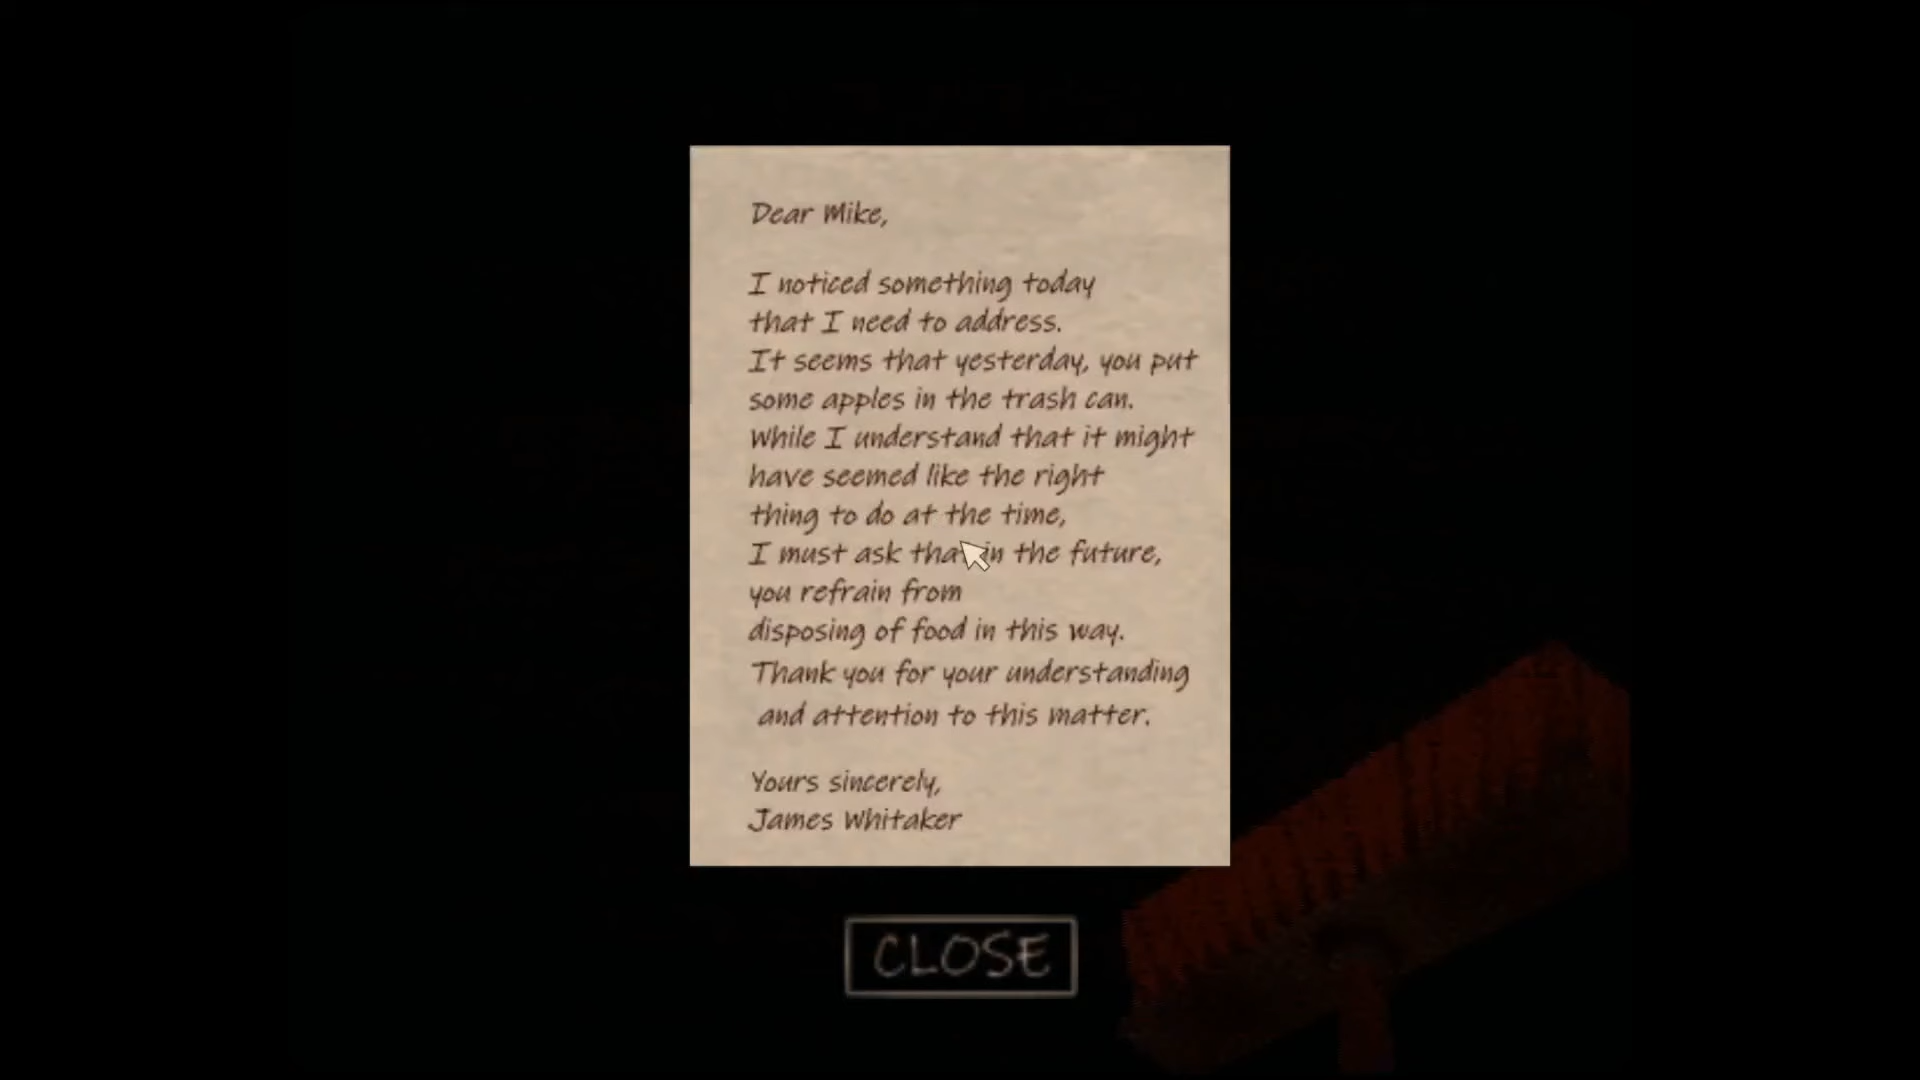 Dear Mike,
I noticed something today
that I need to address.
It seems that yesterday, you put
some apples in the trash can.
While I understand that it might
have seemed like the right
thing to do at the time,
I must ask that in the future,
you refrain from
disposing of food in this way.
Thank you for your understanding
and attention to this matter.
Yours sincerely,
James Whitaker
CLOSE